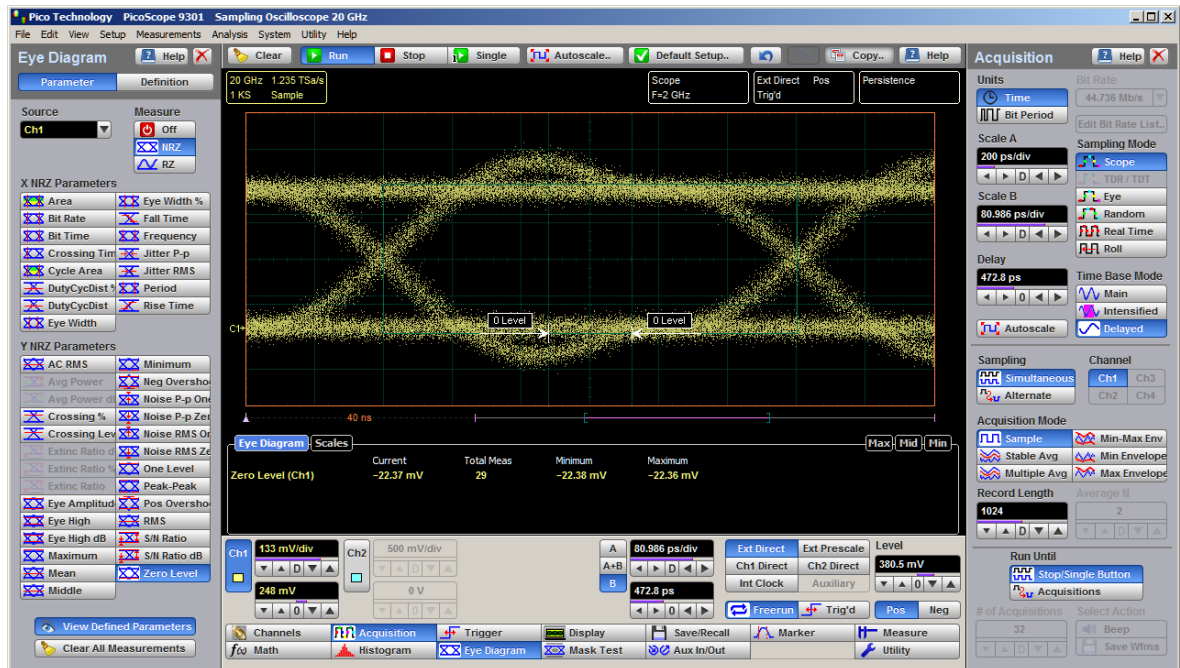 Pico Technology PicoScope 9301 Sampling Oscilloscope 20 GHz
File Edit View Setup Measurements Analysis System Utility Help
Eye Diagram Help
Parameter Definition
Source Measure
Ch1 Off
NRZ
RZ
X NRZ Parameters
Area Eye Width %
Bit Rate Fall Time
Bit Time Frequency
Crossing Tim Jitter P-p
Cycle Area Jitter RMS
DutyCycDist % Period
DutyCycDist Rise Time
Eye Width
Y NRZ Parameters
AC RMS Minimum
Avg Power Neg Oversho
Avg Power d Noise P-p One
Crossing % Noise P-p Zer
Crossing Lev Noise RMS On
Extinc Ratio d Noise RMS Ze
Extinc Ratio % One Level
Extinc Ratio Peak-Peak
Eye Amplitud Pos Oversho
Eye High RMS
Eye High dB S/N Ratio
Maximum S/N Ratio dB
Mean Zero Level
Middle
View Defined Parameters
Clear All Measurements
Clear Run Stop Single Autoscale.. Default Setup.. Copy.. Help
20 GHz 1.235 TSa/s
1 KS Sample
Scope
F=2 GHz
Ext Direct Pos
Trig'd
Persistence
0 Level 0 Level
C1+
40 ns
Eye Diagram Scales Max Mid Min
Current Total Meas Minimum Maximum
Zero Level (Ch1) −22.37 mV 29 −22.38 mV −22.36 mV
Ch1 133 mV/div Ch2 500 mV/div
D D
248 mV 0 V
0 0
A 80.986 ps/div
A+B D
B 472.8 ps
0
Ext Direct Ext Prescale Level
Ch1 Direct Ch2 Direct 380.5 mV
Int Clock Auxiliary 0
Freerun Trig'd Pos Neg
Channels Acquisition Trigger Display Save/Recall Marker Measure
f(x) Math Histogram Eye Diagram Mask Test Aux In/Out Utility
Acquisition Help
Units Bit Rate
Time 44.736 Mb/s
Bit Period Edit Bit Rate List..
Scale A Sampling Mode
200 ps/div Scope
D TDR / TDT
Scale B Eye
80.986 ps/div Random
D Real Time
Roll
Delay
472.8 ps Time Base Mode
0 Main
Intensified
Autoscale Delayed
Sampling Channel
Simultaneous Ch1 Ch3
Alternate Ch2 Ch4
Acquisition Mode
Sample Min-Max Env
Stable Avg Min Envelope
Multiple Avg Max Envelope
Record Length Average N
1024 2
D D
Run Until
Stop/Single Button
Acquisitions
# of Acquisitions Select Action
32 Beep
D Save Wfms